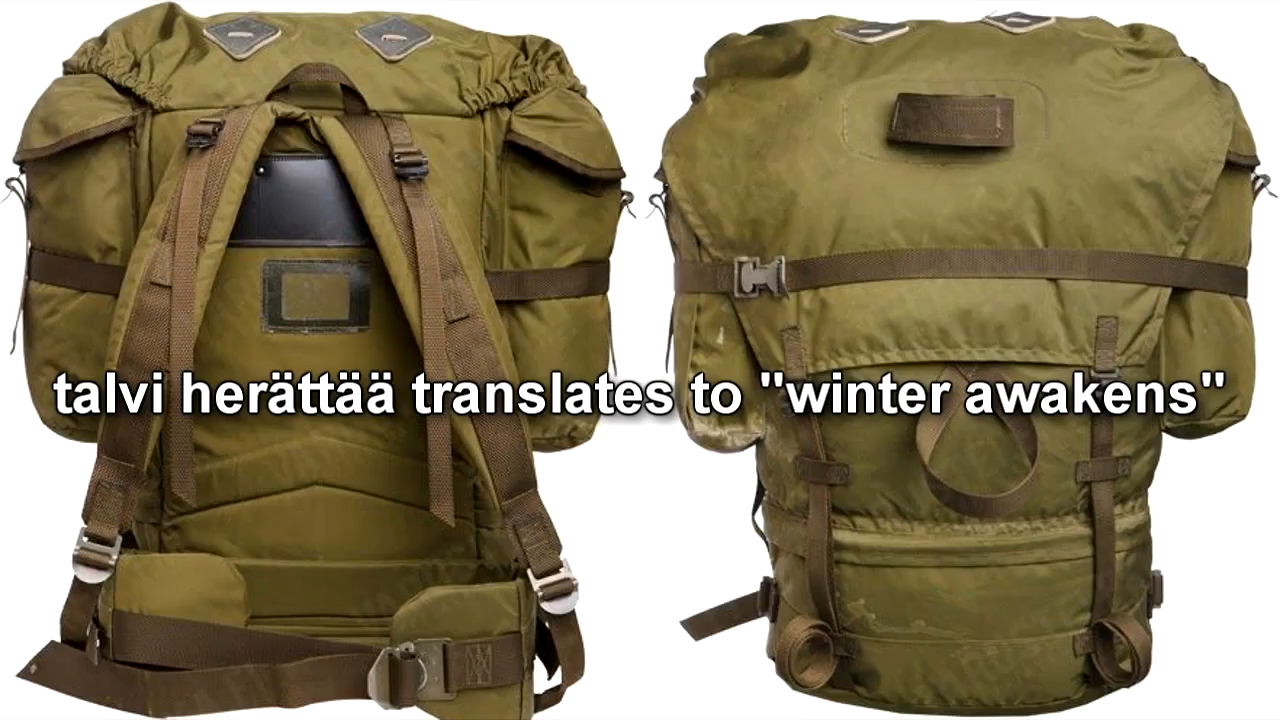 talvi herättää translates to "winter awakens"